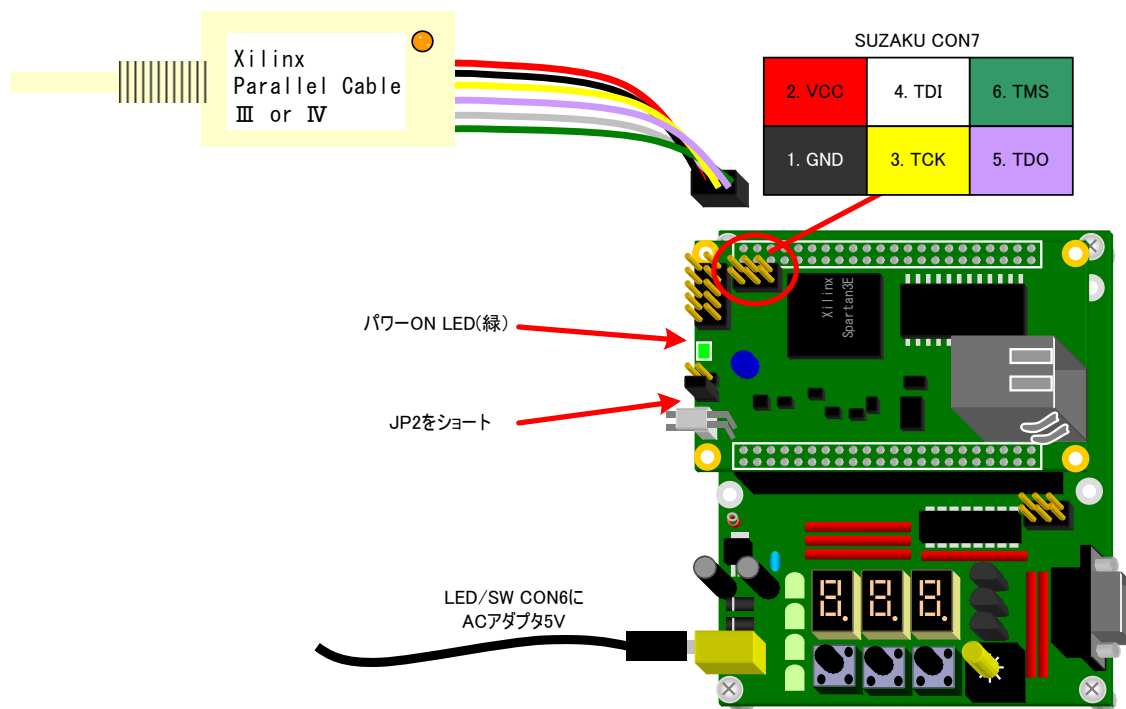 Xilinx
Parallel Cable
Ⅲ or Ⅳ
SUZAKU CON7
2. VCC
4. TDI
6. TMS
1. GND
3. TCK
5. TDO
Xilinx
Spartan3E
パワーON LED(緑)
JP2をショート
LED/SW CON6に
ACアダプタ5V